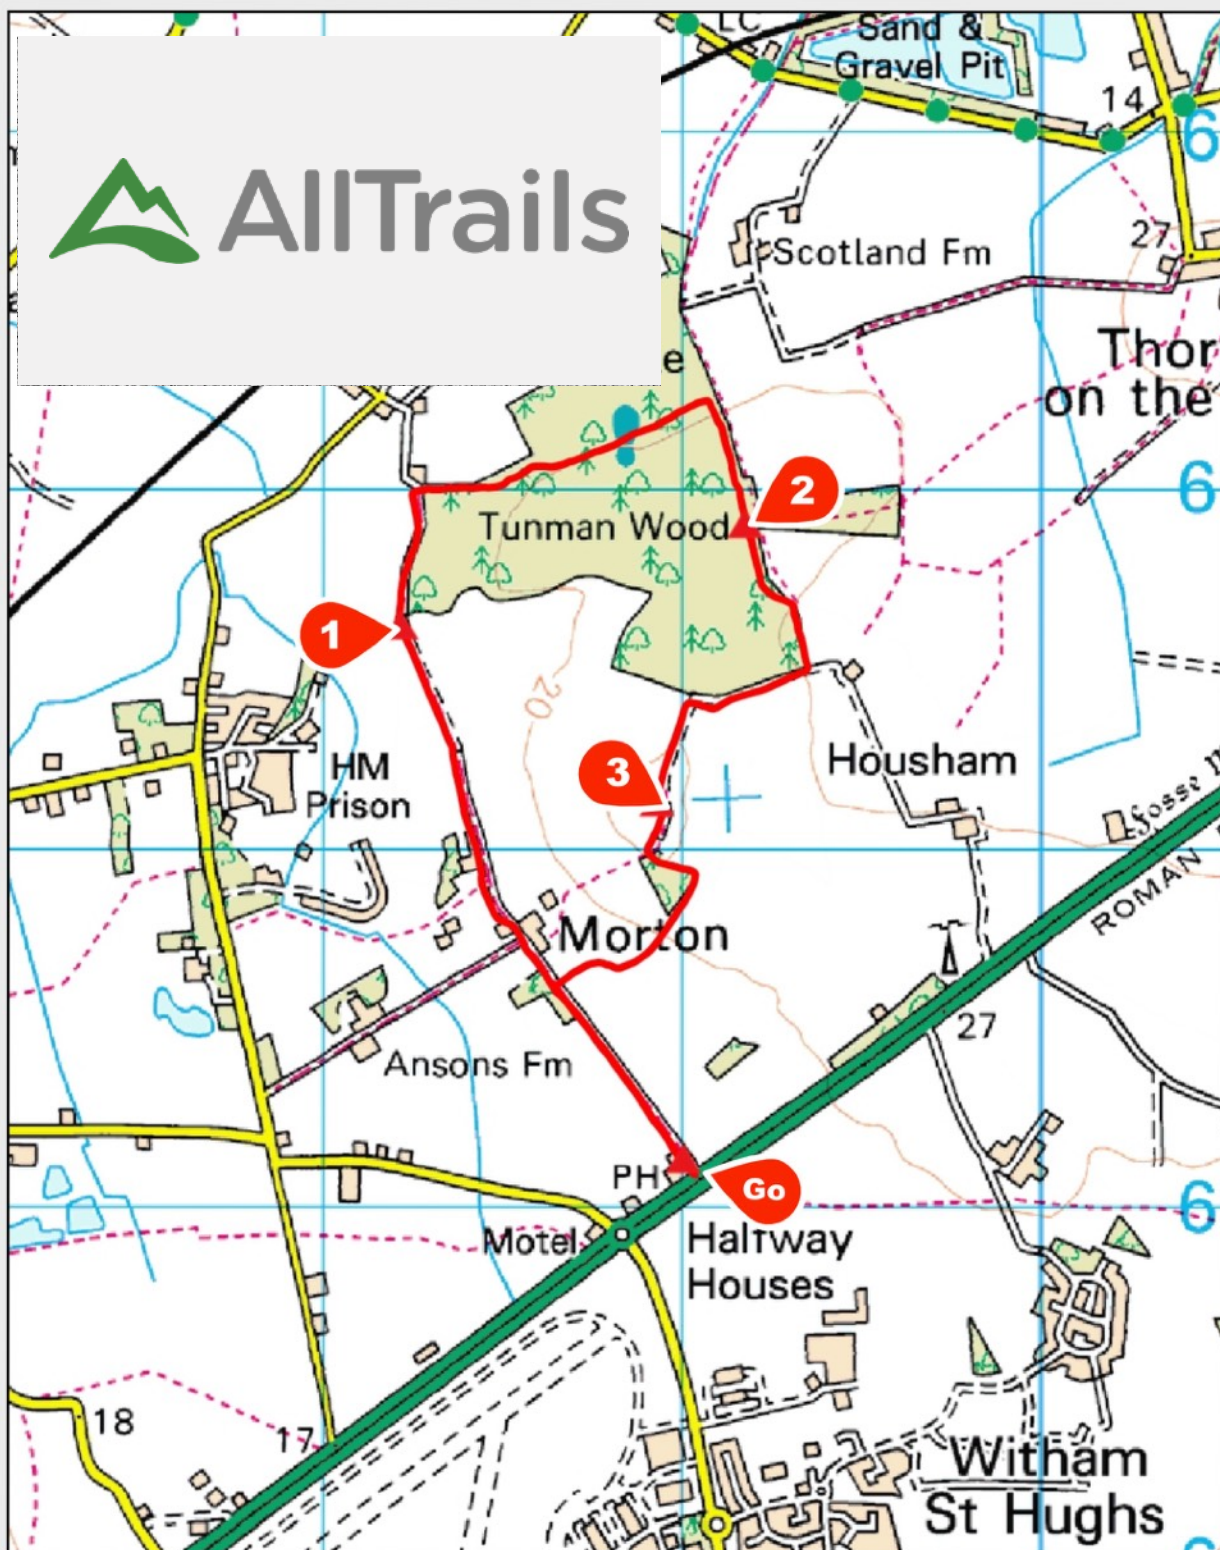 LC
Sand &
Gravel Pit
14
6
AllTrails
Scotland Fm
27
Thor
on the
e
6
2
Tunman Wood
1
20
HM
Prison
3
Housham
Fosse
ROMAN
Morton
27
Ansons Fm
PH
Go
6
Motel
Halfway
Houses
18
17
Witham
St Hughs